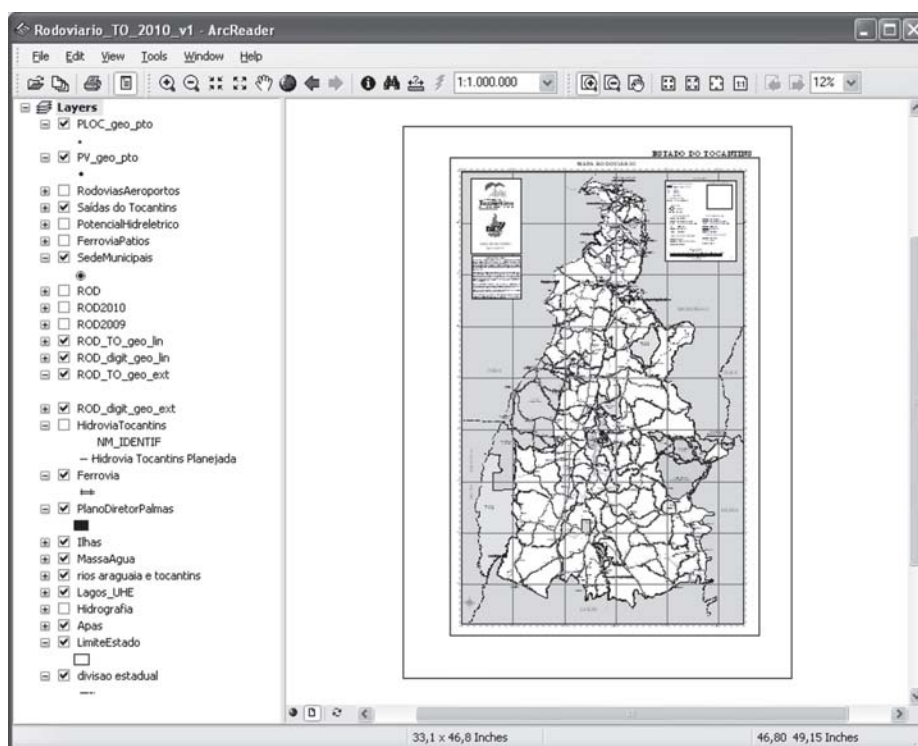 Rodoviario_TO_2010_v1 - ArcReader
File Edit View Tools Window Help
1:1.000.000
1:1
12%
Layers
PLOC_geo_pto
PV_geo_pto
RodoviasAeroportos
Saídas do Tocantins
PotencialHidreletrico
FerroviaPatios
SedeMunicipais
ROD
ROD2010
ROD2009
ROD_TO_geo_lin
ROD_digit_geo_lin
ROD_TO_geo_ext
ROD_digit_geo_ext
HidroviaTocantins
NM_IDENTIF
Hidrovia Tocantins Planejada
Ferrovia
PlanoDiretorPalmas
Ilhas
MassaAgua
rios araguaia e tocantins
Lagos_UHE
Hidrografia
Apas
LimiteEstado
divisao estadual
ESTADO DO TOCANTINS
MAPA RODOVIARIO
33,1 x 46,8 Inches
46,80 49,15 Inches